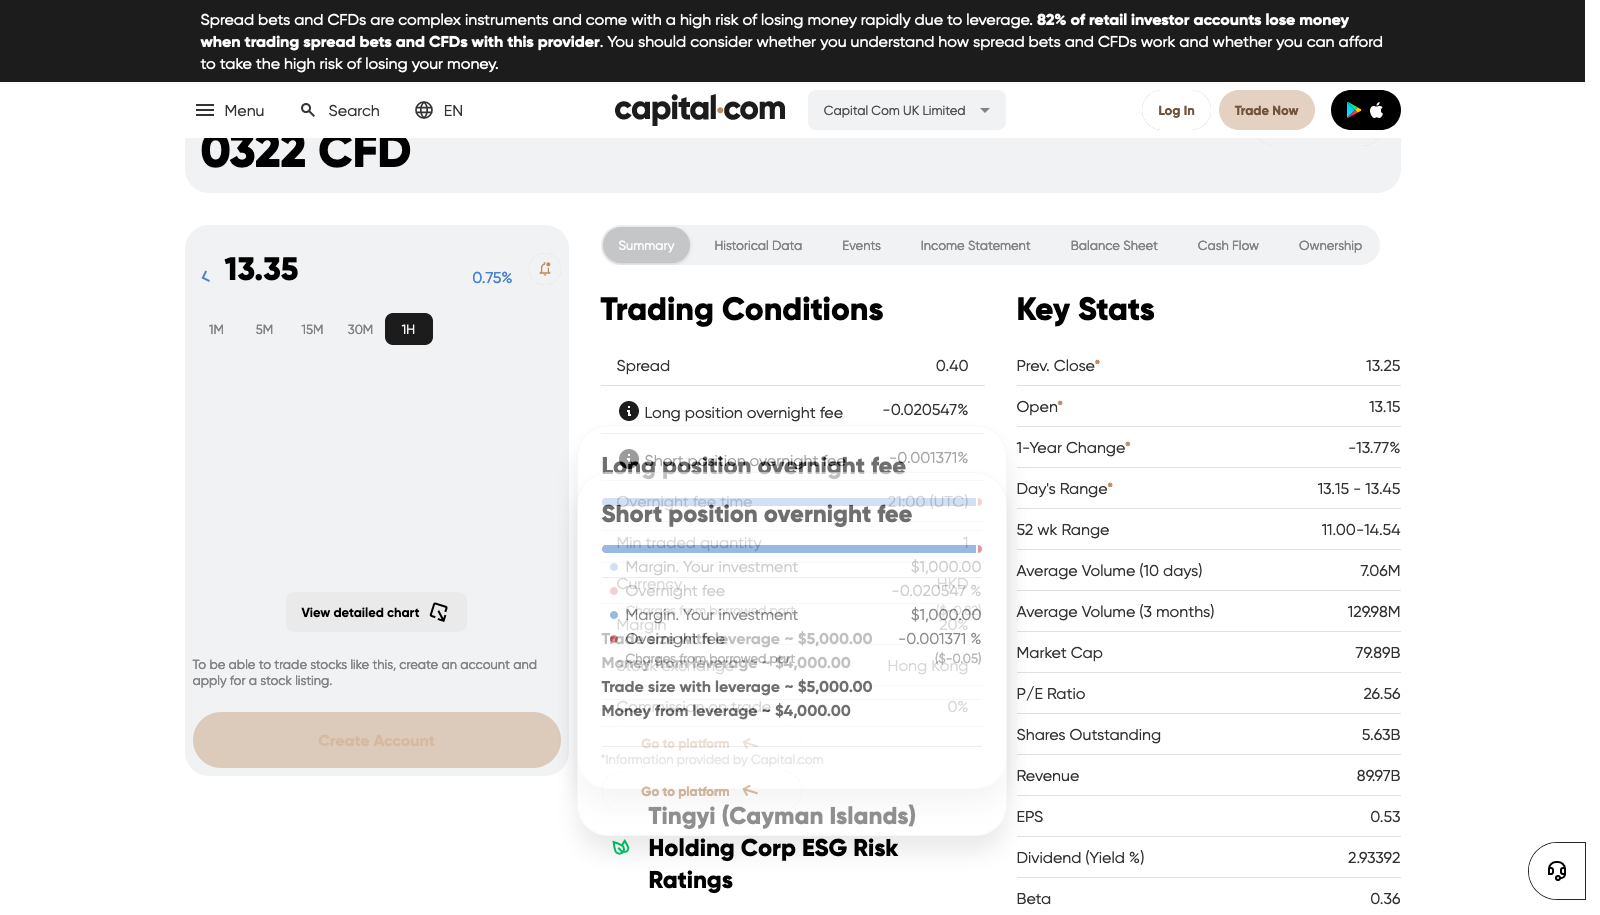 Spread bets and CFDs are complex instruments and come with a high risk of losing money rapidly due to leverage. 82% of retail investor accounts lose money
when trading spread bets and CFDs with this provider. You should consider whether you understand how spread bets and CFDs work and whether you can afford
to take the high risk of losing your money.
Menu
Search
EN
capital.com
Capital Com UK Limited
Log In
Trade Now
0322 CFD
13.35
0.75%
1M
5M
15M
30M
1H
View detailed chart
To be able to trade stocks like this, create an account and
apply for a stock listing.
Create Account
Summary
Historical Data
Events
Income Statement
Balance Sheet
Cash Flow
Ownership
Trading Conditions
Spread 0.40
Long position overnight fee -0.020547%
Short position overnight fee -0.001371%
Overnight fee time 21:00 (UTC)
Min traded quantity 1
Currency HKD
Margin 20%
Stock Exchange Hong Kong
Commission on trade 0%
*Information provided by Capital.com
Long position overnight fee
Margin. Your investment $1,000.00
Overnight fee -0.020547 %
Charges from borrowed part
Trade size with leverage ~ $5,000.00
Money from leverage ~ $4,000.00
Go to platform
Short position overnight fee
Margin. Your investment $1,000.00
Overnight fee -0.001371 %
Charges from borrowed part ($-0.05)
Trade size with leverage ~ $5,000.00
Money from leverage ~ $4,000.00
Go to platform
Tingyi (Cayman Islands)
Holding Corp ESG Risk
Ratings
Key Stats
Prev. Close* 13.25
Open* 13.15
1-Year Change* -13.77%
Day's Range* 13.15 - 13.45
52 wk Range 11.00-14.54
Average Volume (10 days) 7.06M
Average Volume (3 months) 129.98M
Market Cap 79.89B
P/E Ratio 26.56
Shares Outstanding 5.63B
Revenue 89.97B
EPS 0.53
Dividend (Yield %) 2.93392
Beta 0.36